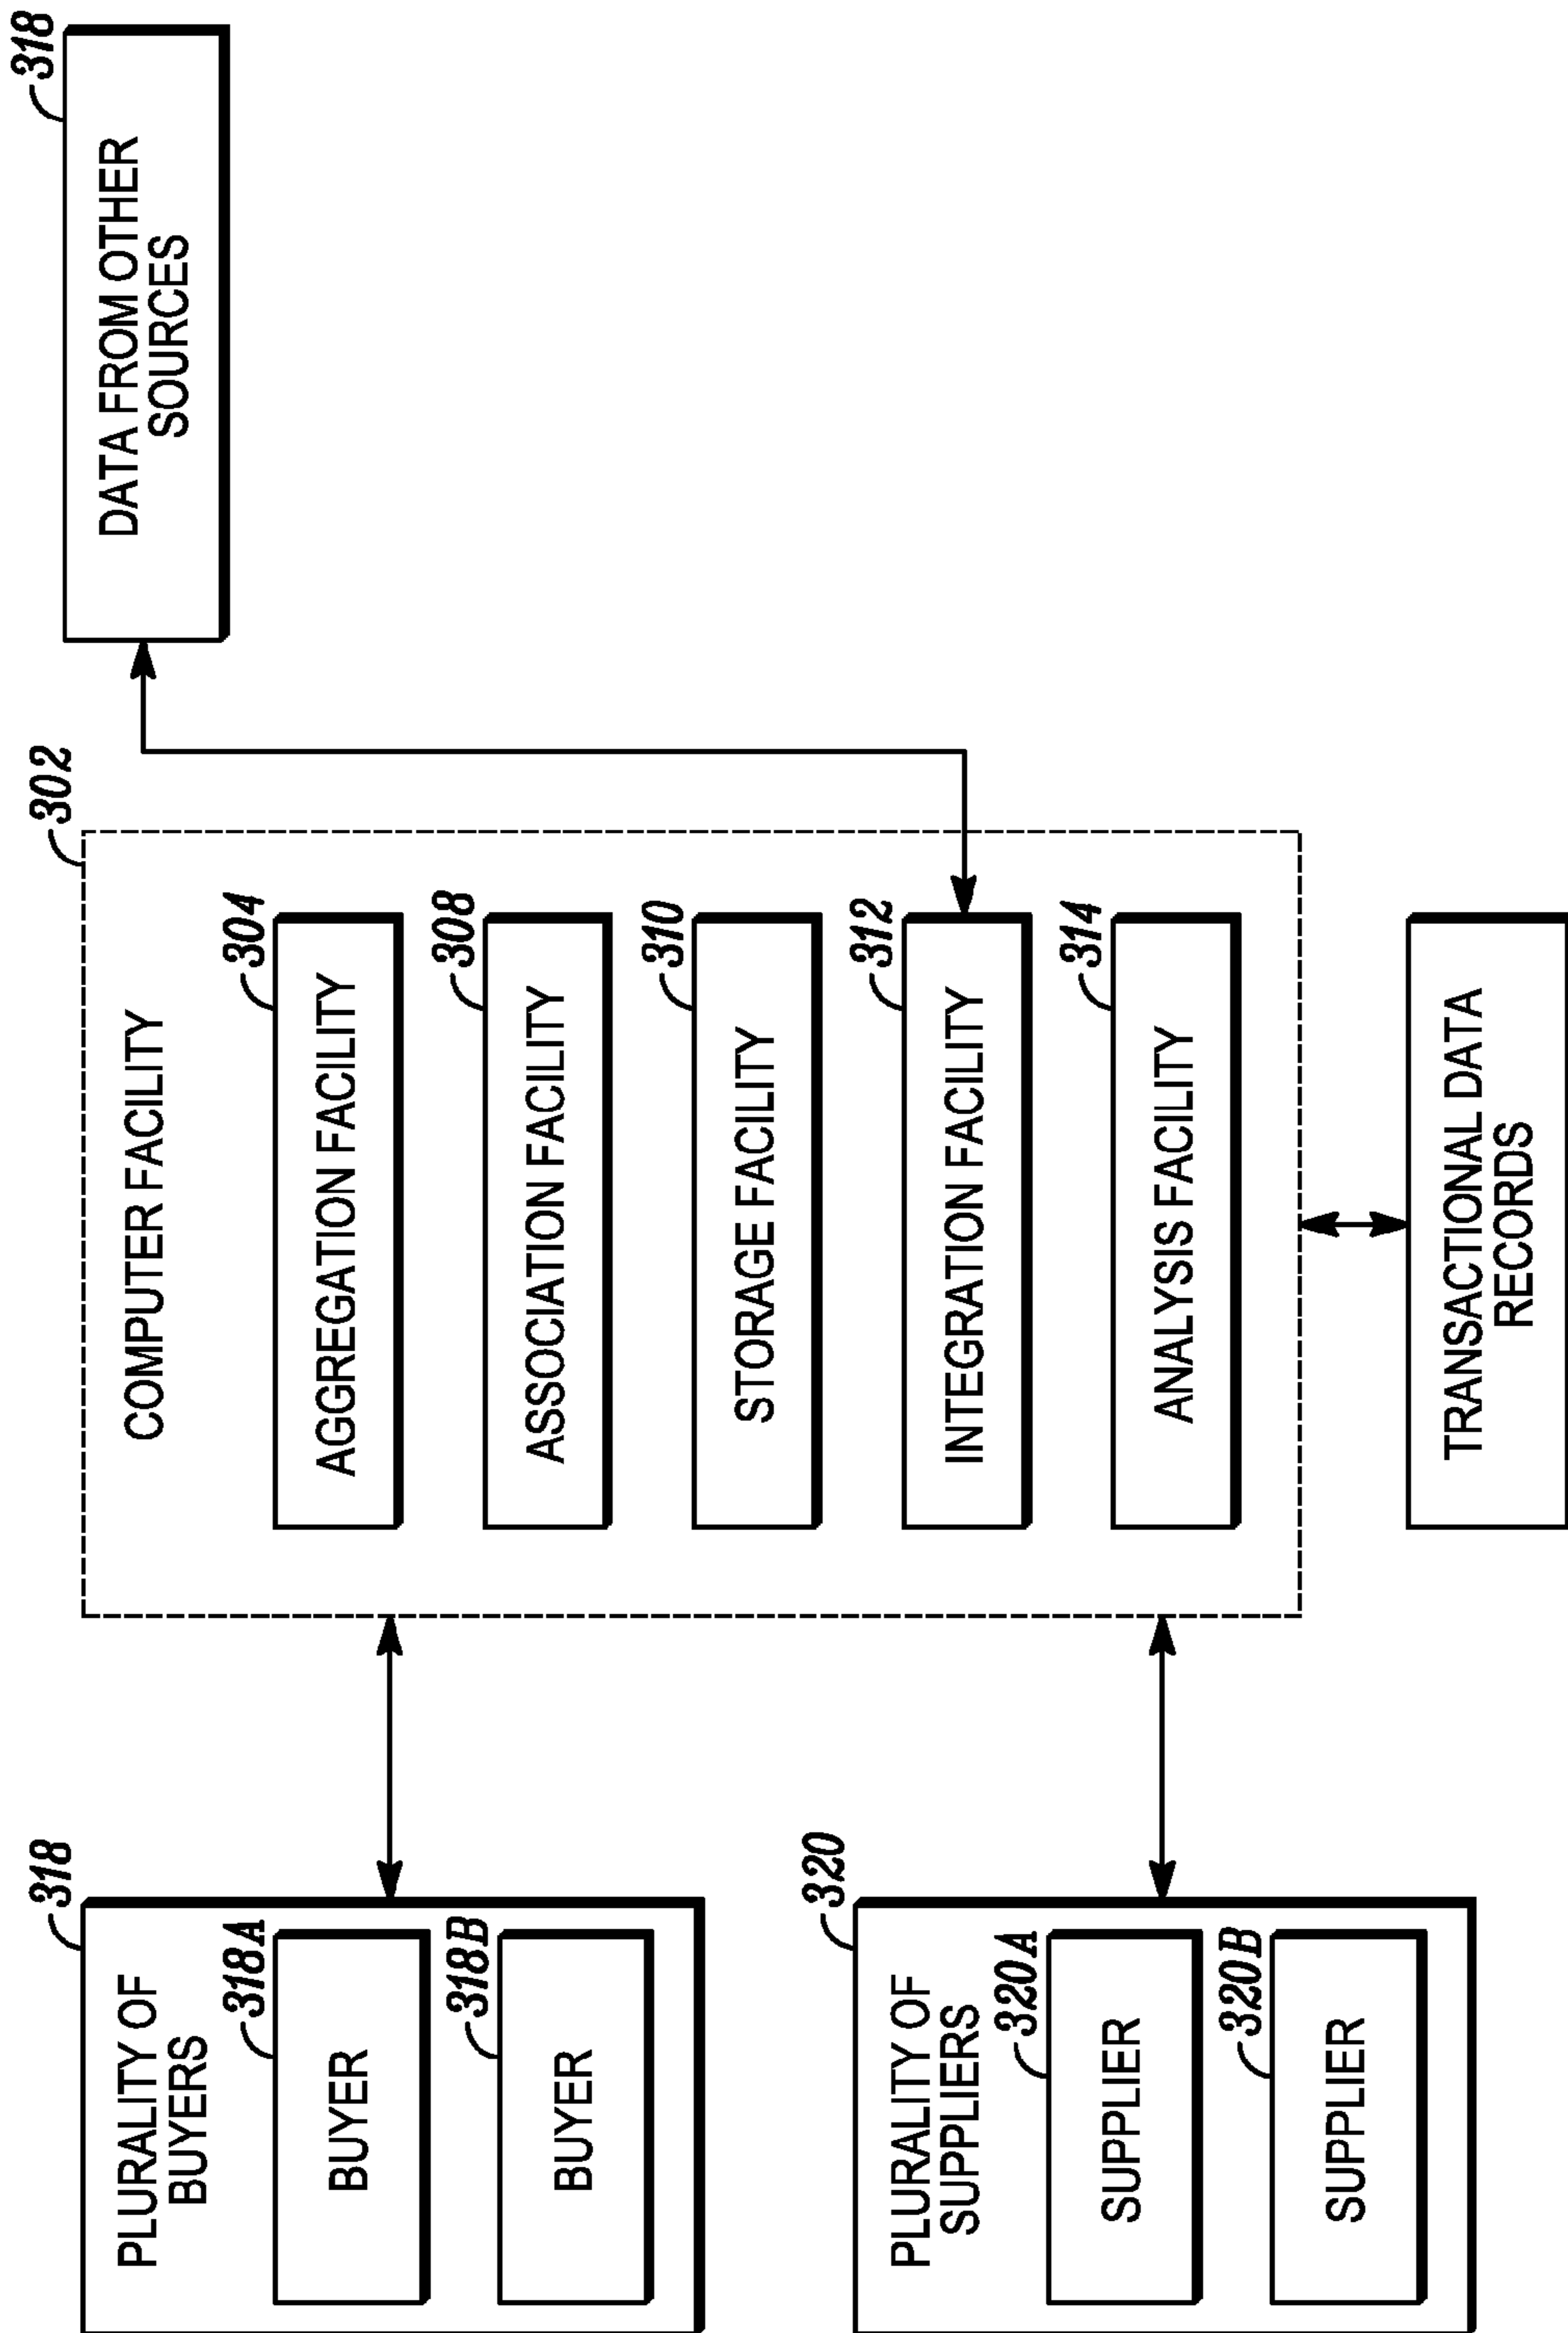 318
PLURALITY OF
BUYERS
318A
BUYER
318B
BUYER
320
PLURALITY OF
SUPPLIERS
320A
SUPPLIER
320B
SUPPLIER
302
COMPUTER FACILITY
304
AGGREGATION FACILITY
308
ASSOCIATION FACILITY
310
STORAGE FACILITY
312
INTEGRATION FACILITY
314
ANALYSIS FACILITY
TRANSACTIONAL DATA
RECORDS
318
DATA FROM OTHER
SOURCES